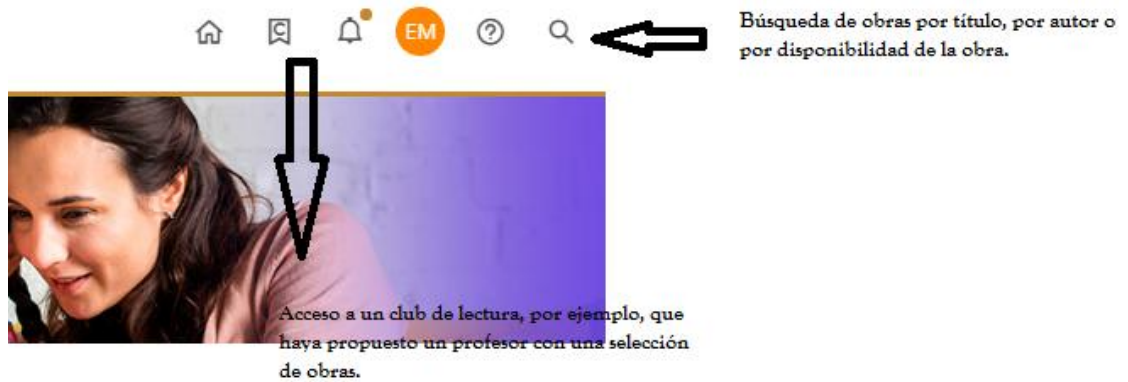 C
EM
?
Búsqueda de obras por título, por autor o
por disponibilidad de la obra.
Acceso a un club de lectura, por ejemplo, que
haya propuesto un profesor con una selección
de obras.